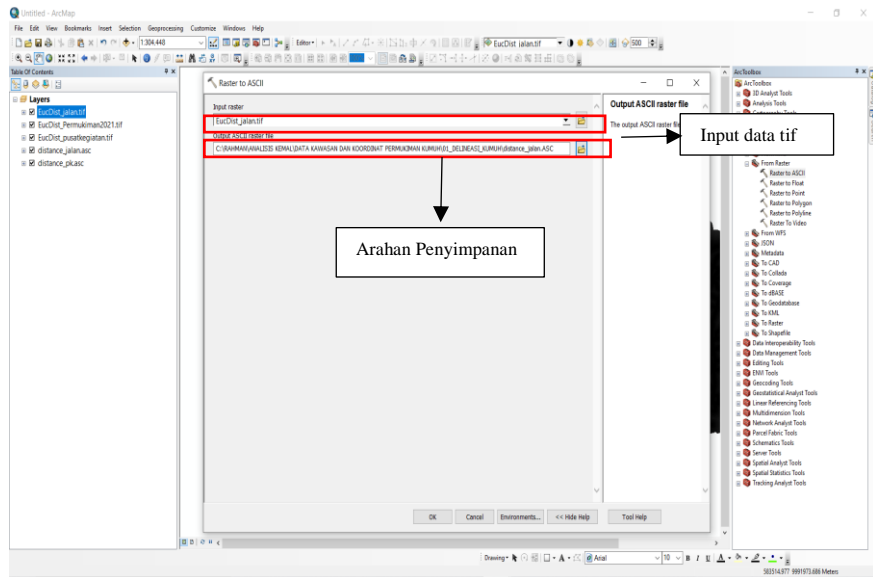 Untitled - ArcMap
File Edit View Bookmarks Insert Selection Geoprocessing Customize Windows Help
1:304,448
Editor
EucDist jalan.tif
500
Table Of Contents
Layers
EucDist_jalan.tif
EucDist_Permukiman2021.tif
EucDist_pusatkegiatan.tif
distance_jalan.asc
distance_pk.asc
Raster to ASCII
Input raster
EucDist_jalan.tif
Output ASCII raster file
C:\RAHMAN\ANALISIS KEMAL\DATA KAWASAN DAN KOORDINAT PERMUKIMAN KUMUH\01_DELINEASI_KUMUH\distance_jalan.ASC
Output ASCII raster file
The output ASCII raster file
Input data tif
Arahan Penyimpanan
OK Cancel Environments... << Hide Help Tool Help
ArcToolbox
ArcToolbox
3D Analyst Tools
Analysis Tools
Cartography Tools
From Raster
Raster to ASCII
Raster to Float
Raster to Point
Raster to Polygon
Raster to Polyline
Raster To Video
From WFS
JSON
Metadata
To CAD
To Collada
To Coverage
To dBASE
To Geodatabase
To KML
To Raster
To Shapefile
Data Interoperability Tools
Data Management Tools
Editing Tools
ENVI Tools
Geocoding Tools
Geostatistical Analyst Tools
Linear Referencing Tools
Multidimension Tools
Network Analyst Tools
Parcel Fabric Tools
Schematics Tools
Server Tools
Spatial Analyst Tools
Spatial Statistics Tools
Tracking Analyst Tools
Drawing
Arial
10
B I U A
583514.977 9991973.686 Meters